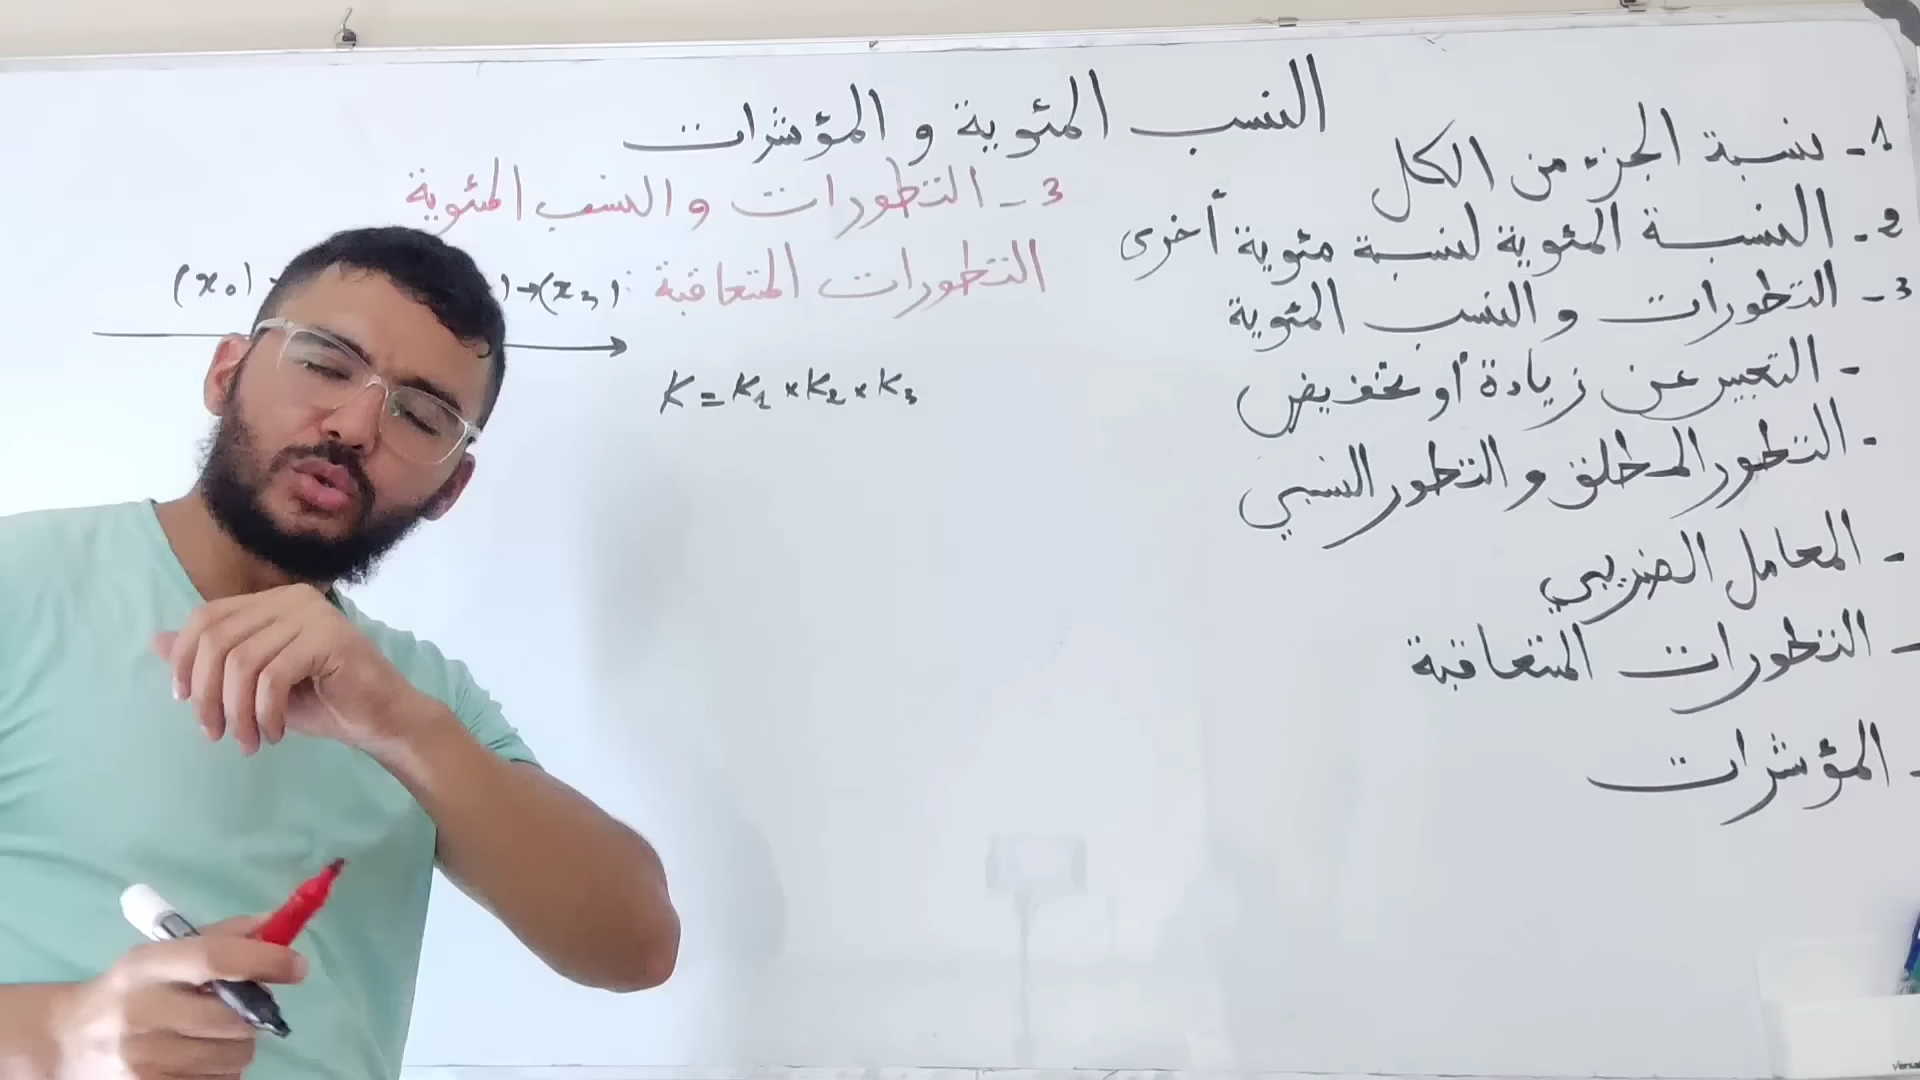 النسب المئوية و المؤشرات
3 - التطورات و النسب المئوية
التطورات المتعاقبة :
(x₀) → (x₃)
K = K₁ × K₂ × K₃
1 - نسبة الجزء من الكل
2 - النسبة المئوية لنسبة مئوية أخرى
3 - التطورات و النسب المئوية
- التعبير عن زيادة أو تخفيض
- التطور المطلق و التطور النسبي
- المعامل الضربي
- التطورات المتعاقبة
- المؤشرات